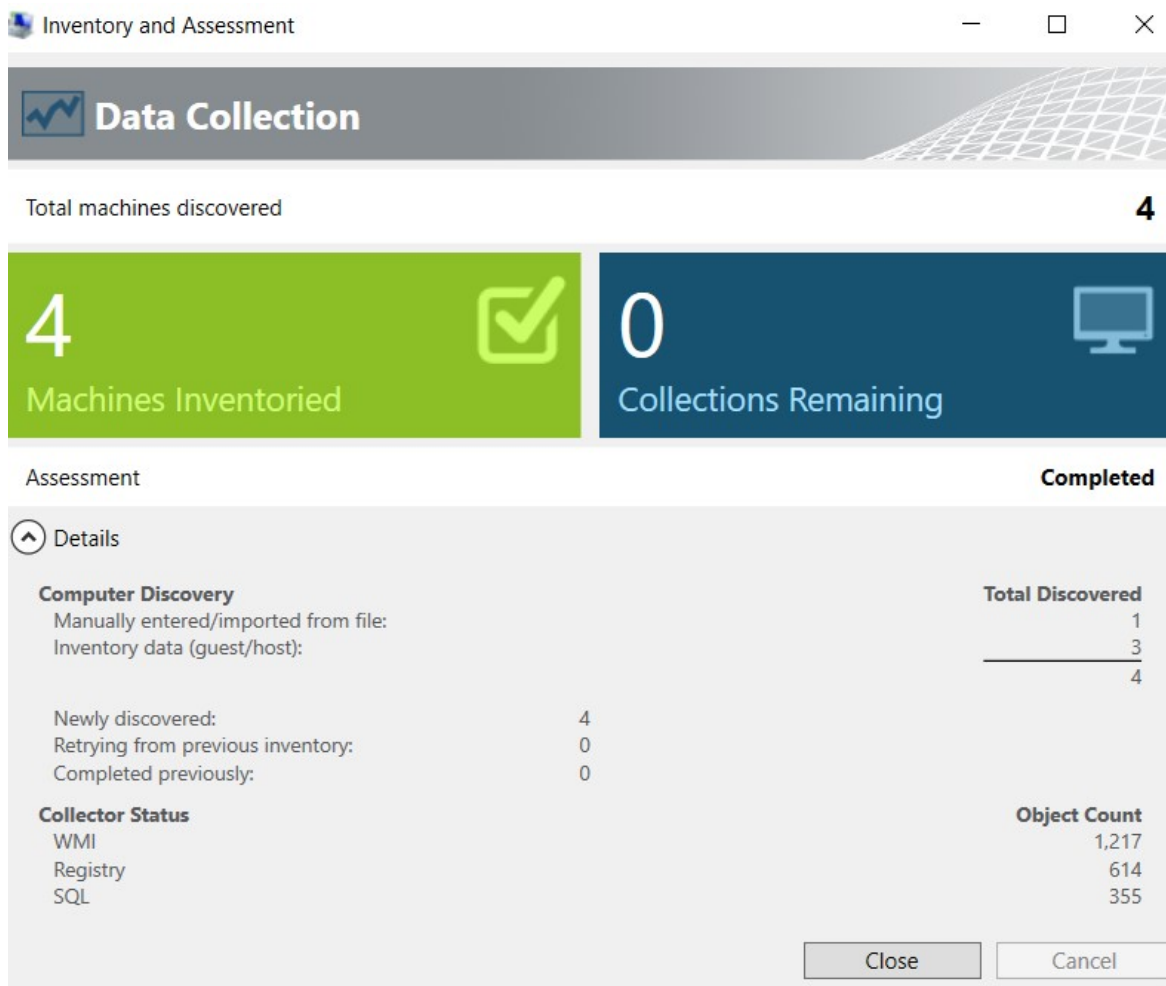 Inventory and Assessment
Data Collection
Total machines discovered 4
4 0
Machines Inventoried Collections Remaining
Assessment Completed
Details
Computer Discovery Total Discovered
Manually entered/imported from file: 1
Inventory data (guest/host): 3
4
Newly discovered: 4
Retrying from previous inventory: 0
Completed previously: 0
Collector Status Object Count
WMI 1,217
Registry 614
SQL 355
Close Cancel